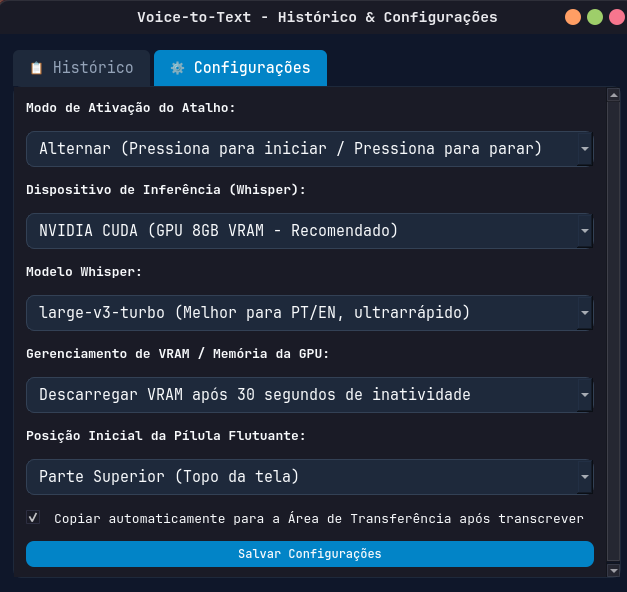 Voice-to-Text - Histórico & Configurações
📋 Histórico
⚙️ Configurações
Modo de Ativação do Atalho:
Alternar (Pressiona para iniciar / Pressiona para parar)
Dispositivo de Inferência (Whisper):
NVIDIA CUDA (GPU 8GB VRAM - Recomendado)
Modelo Whisper:
large-v3-turbo (Melhor para PT/EN, ultrarrápido)
Gerenciamento de VRAM / Memória da GPU:
Descarregar VRAM após 30 segundos de inatividade
Posição Inicial da Pílula Flutuante:
Parte Superior (Topo da tela)
Copiar automaticamente para a Área de Transferência após transcrever
Salvar Configurações